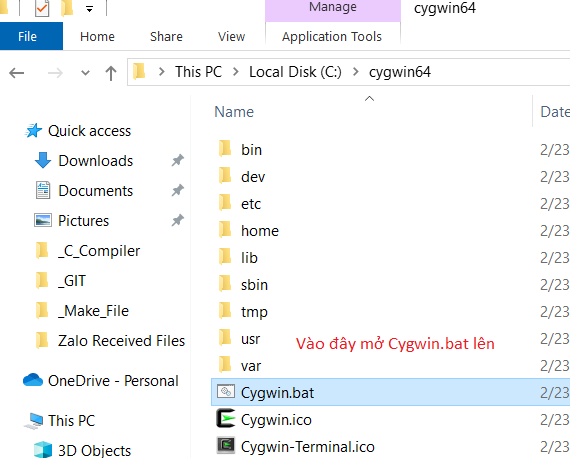 Manage
cygwin64
File
Home
Share
View
Application Tools
This PC
Local Disk (C:)
cygwin64
Name
Date
Quick access
Downloads
Documents
Pictures
_C_Compiler
_GIT
_Make_File
Zalo Received Files
OneDrive - Personal
This PC
3D Objects
bin
2/23
dev
2/23
etc
2/23
home
2/23
lib
2/23
sbin
2/23
tmp
2/23
usr
2/23
Vào đây mở Cygwin.bat lên
var
2/23
Cygwin.bat
2/23
Cygwin.ico
2/23
Cygwin-Terminal.ico
2/23